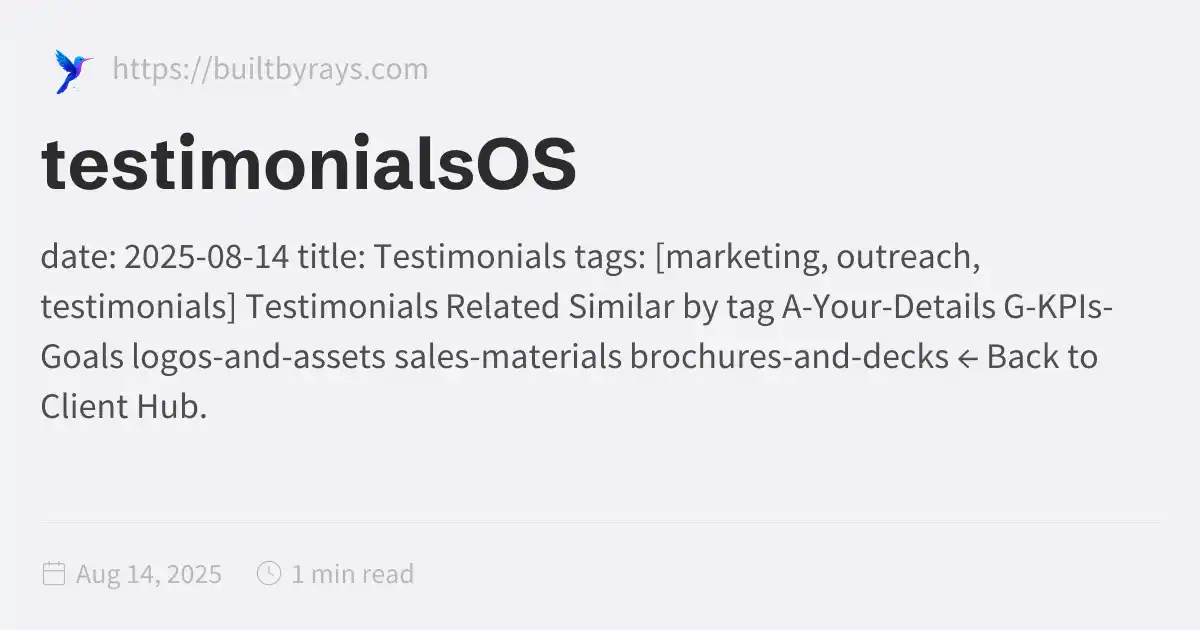 https://builtbyrays.com
testimonialsOS
date: 2025-08-14 title: Testimonials tags: [marketing, outreach,
testimonials] Testimonials Related Similar by tag A-Your-Details G-KPIs-
Goals logos-and-assets sales-materials brochures-and-decks ← Back to
Client Hub.
Aug 14, 2025 1 min read